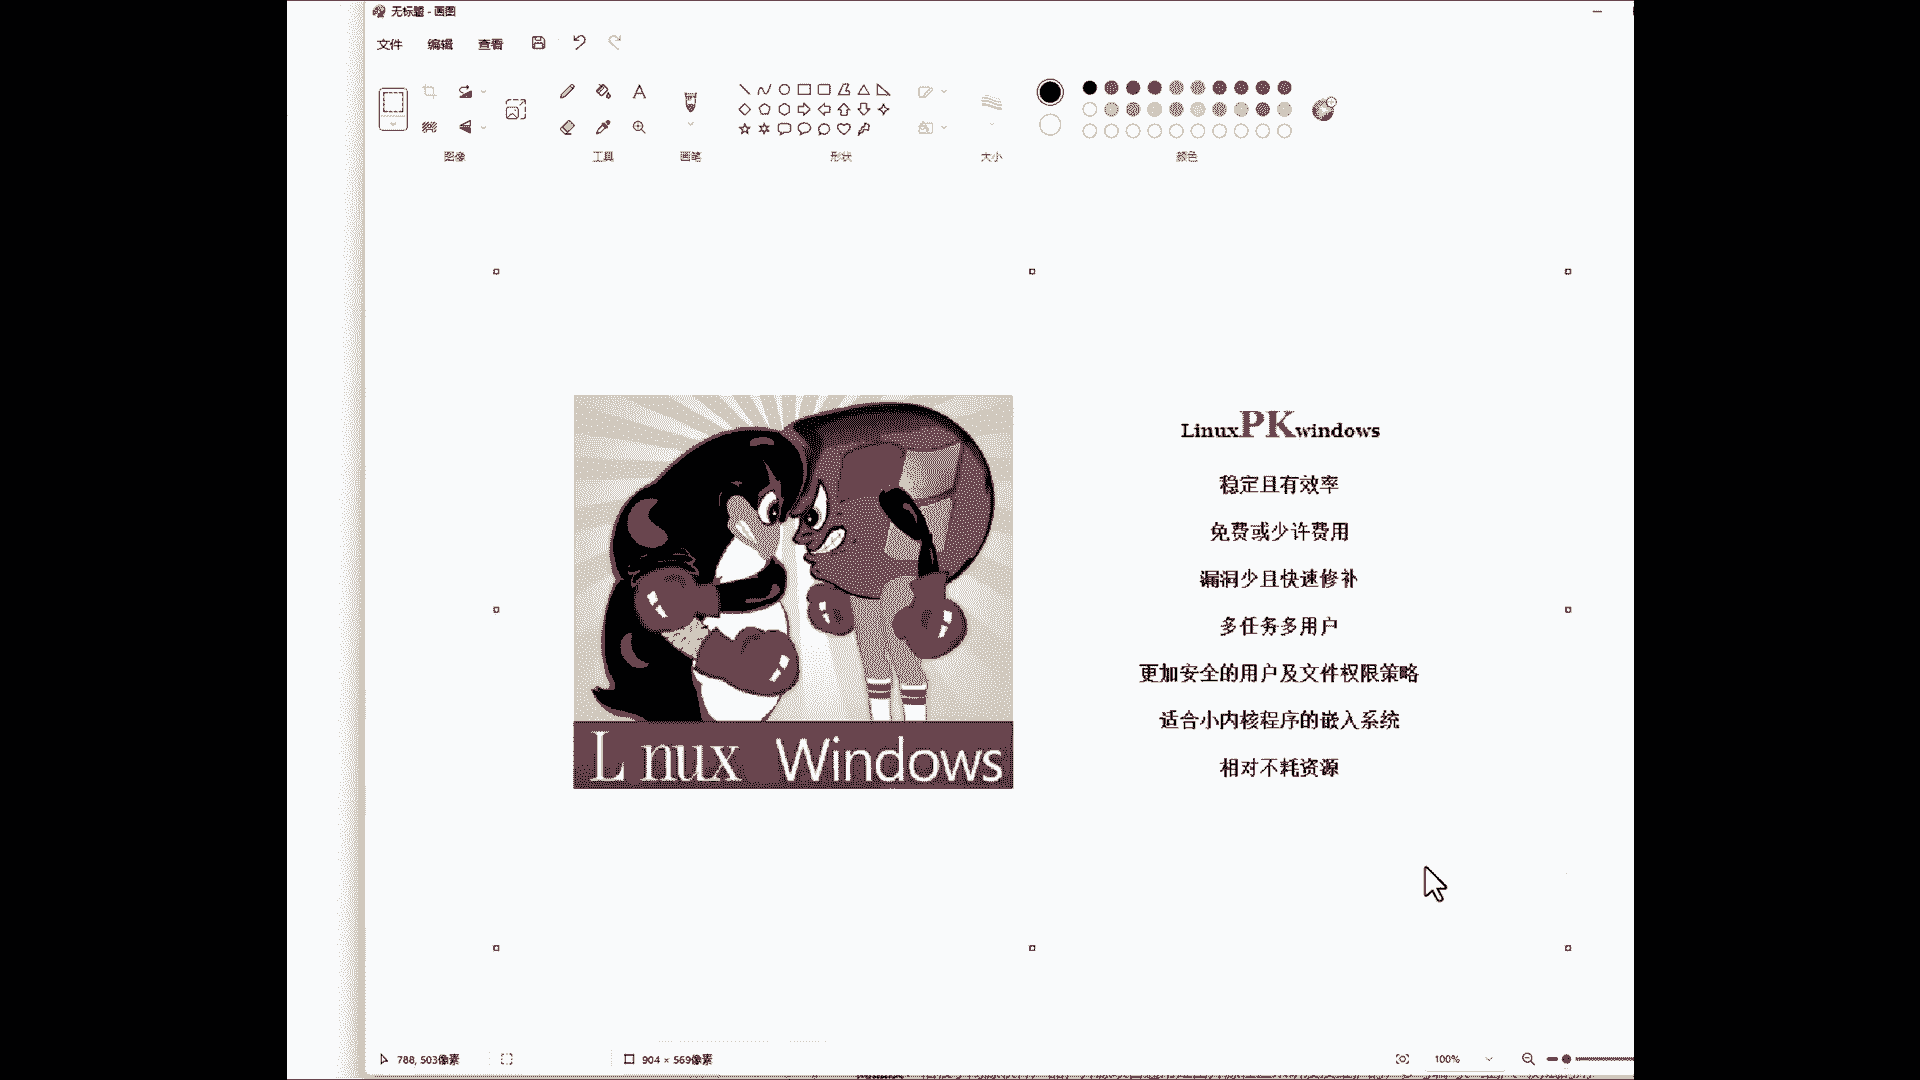 无标题 - 画图
文件 编辑 查看
图像 工具 画笔 形状 大小 颜色
LinuxPKwindows
稳定且有效率
免费或少许费用
漏洞少且快速修补
多任务多用户
更加安全的用户及文件权限策略
适合小内核程序的嵌入系统
相对不耗资源
L nux Windows
788, 503像素 904 × 569像素 100%